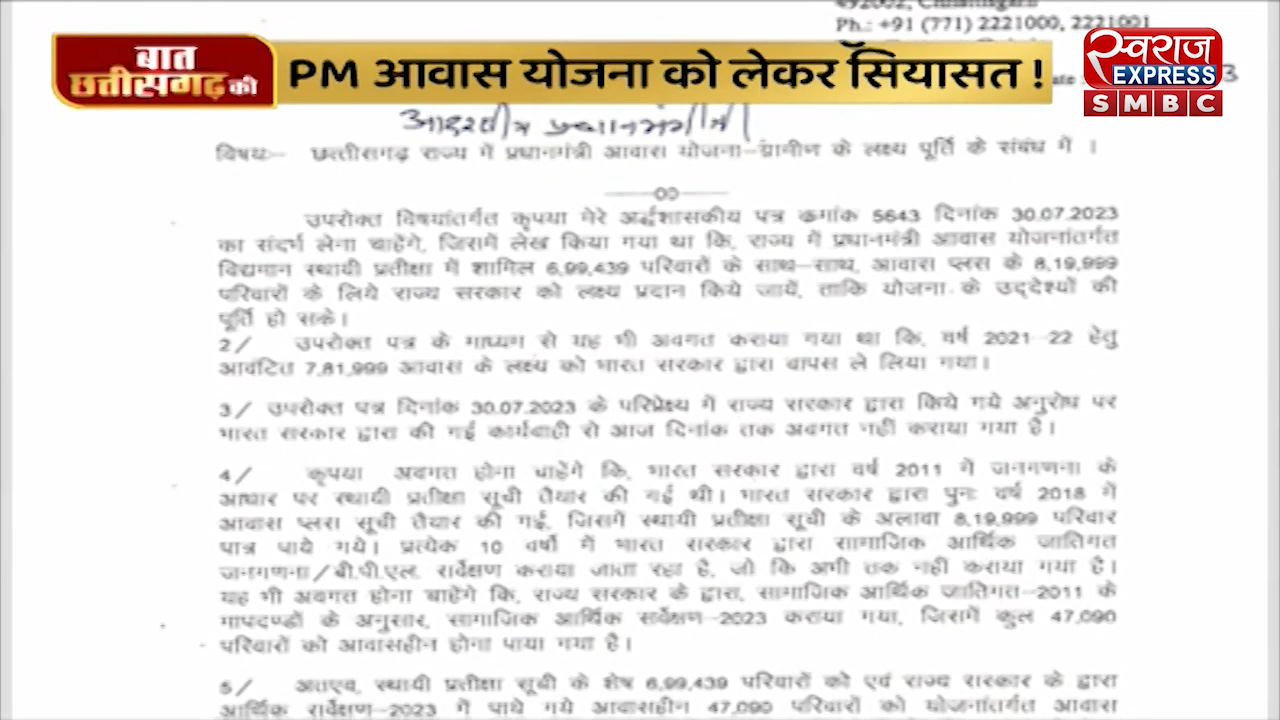 492002, Chhattisgarh
Ph.: +91 (771) 2221000, 2221001
बात
छत्तीसगढ़ की
PM आवास योजना को लेकर सियासत !
स्वराज
EXPRESS
SMBC
आदरणीय प्रधानमंत्री जी
विषयः– छत्तीसगढ़ राज्य में प्रधानमंत्री आवास योजना–ग्रामीण के लक्ष्य पूर्ति के संबंध में ।
उपरोक्त विषयांतर्गत कृपया मेरे अर्द्धशासकीय पत्र क्रमांक 5643 दिनांक 30.07.2023
का संदर्भ लेना चाहेंगे, जिसमें लेख किया गया था कि, राज्य में प्रधानमंत्री आवास योजनांतर्गत
विद्यमान स्थायी प्रतीक्षा में शामिल 6,99,439 परिवारों के साथ–साथ, आवास प्लस के 8,19,999
परिवारों के लिये राज्य सरकार को लक्ष्य प्रदान किये जायें, ताकि योजना के उद्देश्यों की
पूर्ति हो सके।
2/ उपरोक्त पत्र के माध्यम से यह भी अवगत कराया गया था कि, वर्ष 2021–22 हेतु
आवंटित 7,81,999 आवास के लक्ष्य को भारत सरकार द्वारा वापस ले लिया गया।
3/ उपरोक्त पत्र दिनांक 30.07.2023 के परिप्रेक्ष्य में राज्य सरकार द्वारा किये गये अनुरोध पर
भारत सरकार द्वारा की गई कार्यवाही से आज दिनांक तक अवगत नहीं कराया गया है।
4/ कृपया अवगत होना चाहेंगे कि, भारत सरकार द्वारा वर्ष 2011 में जनगणना के
आधार पर स्थायी प्रतीक्षा सूची तैयार की गई थी। भारत सरकार द्वारा पुनः वर्ष 2018 में
आवास प्लस सूची तैयार की गई, जिसमें स्थायी प्रतीक्षा सूची के अलावा 8,19,999 परिवार
पात्र पाये गये। प्रत्येक 10 वर्षो में भारत सरकार द्वारा सामाजिक आर्थिक जातिगत
जनगणना/बी.पी.एल. सर्वेक्षण कराया जाता रहा है, जो कि अभी तक नहीं कराया गया है।
यह भी अवगत होना चाहेंगे कि, राज्य सरकार के द्वारा, सामाजिक आर्थिक जातिगत–2011 के
मापदण्डों के अनुसार, सामाजिक आर्थिक सर्वेक्षण–2023 कराया गया, जिसमें कुल 47,090
परिवारों को आवासहीन होना पाया गया है।
5/ अतएव, स्थायी प्रतीक्षा सूची के शेष 6,99,439 परिवारों को एवं राज्य सरकार के द्वारा
आर्थिक सर्वेक्षण–2023 में पाये गये आवासहीन 47,090 परिवारों को योजनांतर्गत आवास